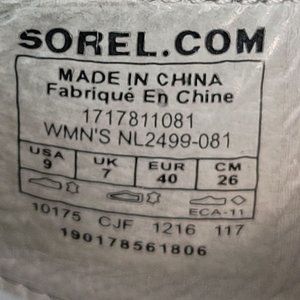 SOREL.COM
MADE IN CHINA
Fabriqué En Chine
1717811081
WMN'S NL2499-081
USA UK EUR CM
9 7 40 26
ECA-11
10175 CJF 1216 117
190178561806